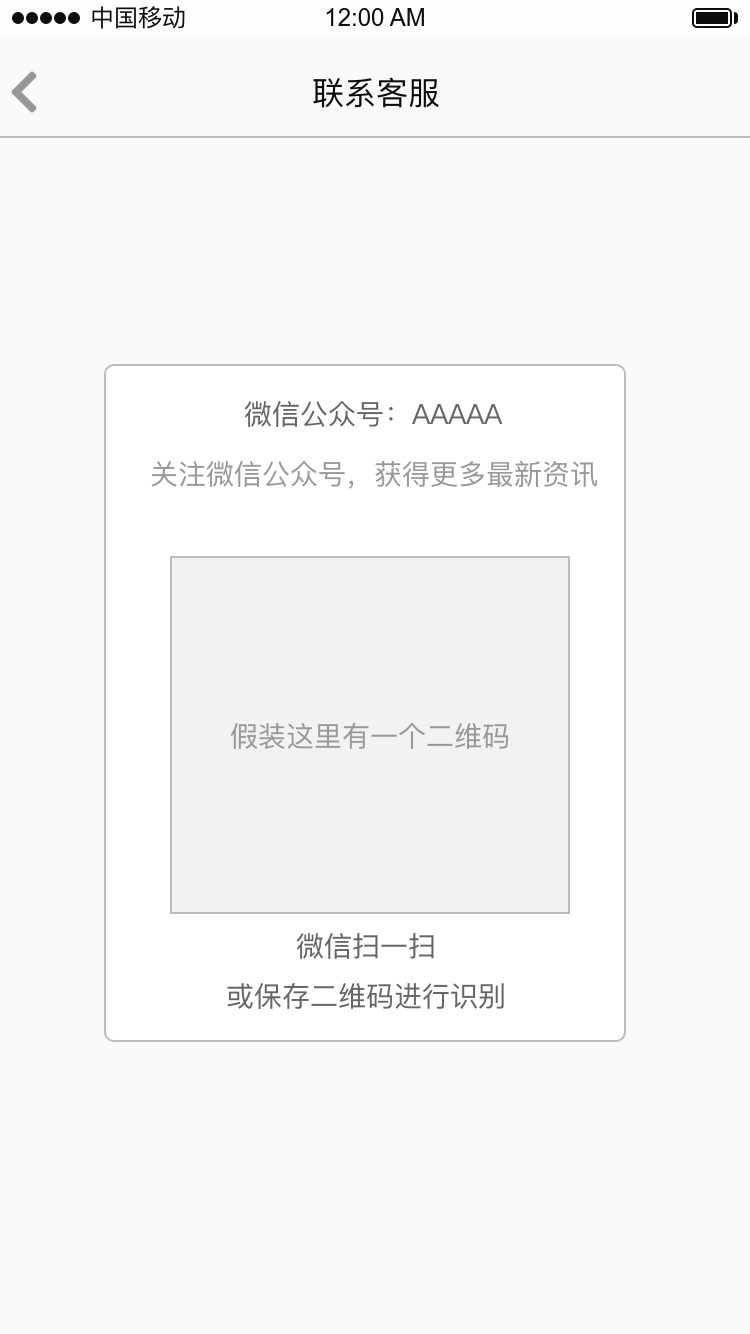 中国移动 12:00 AM
联系客服
微信公众号：AAAAA
关注微信公众号，获得更多最新资讯
假装这里有一个二维码
微信扫一扫
或保存二维码进行识别